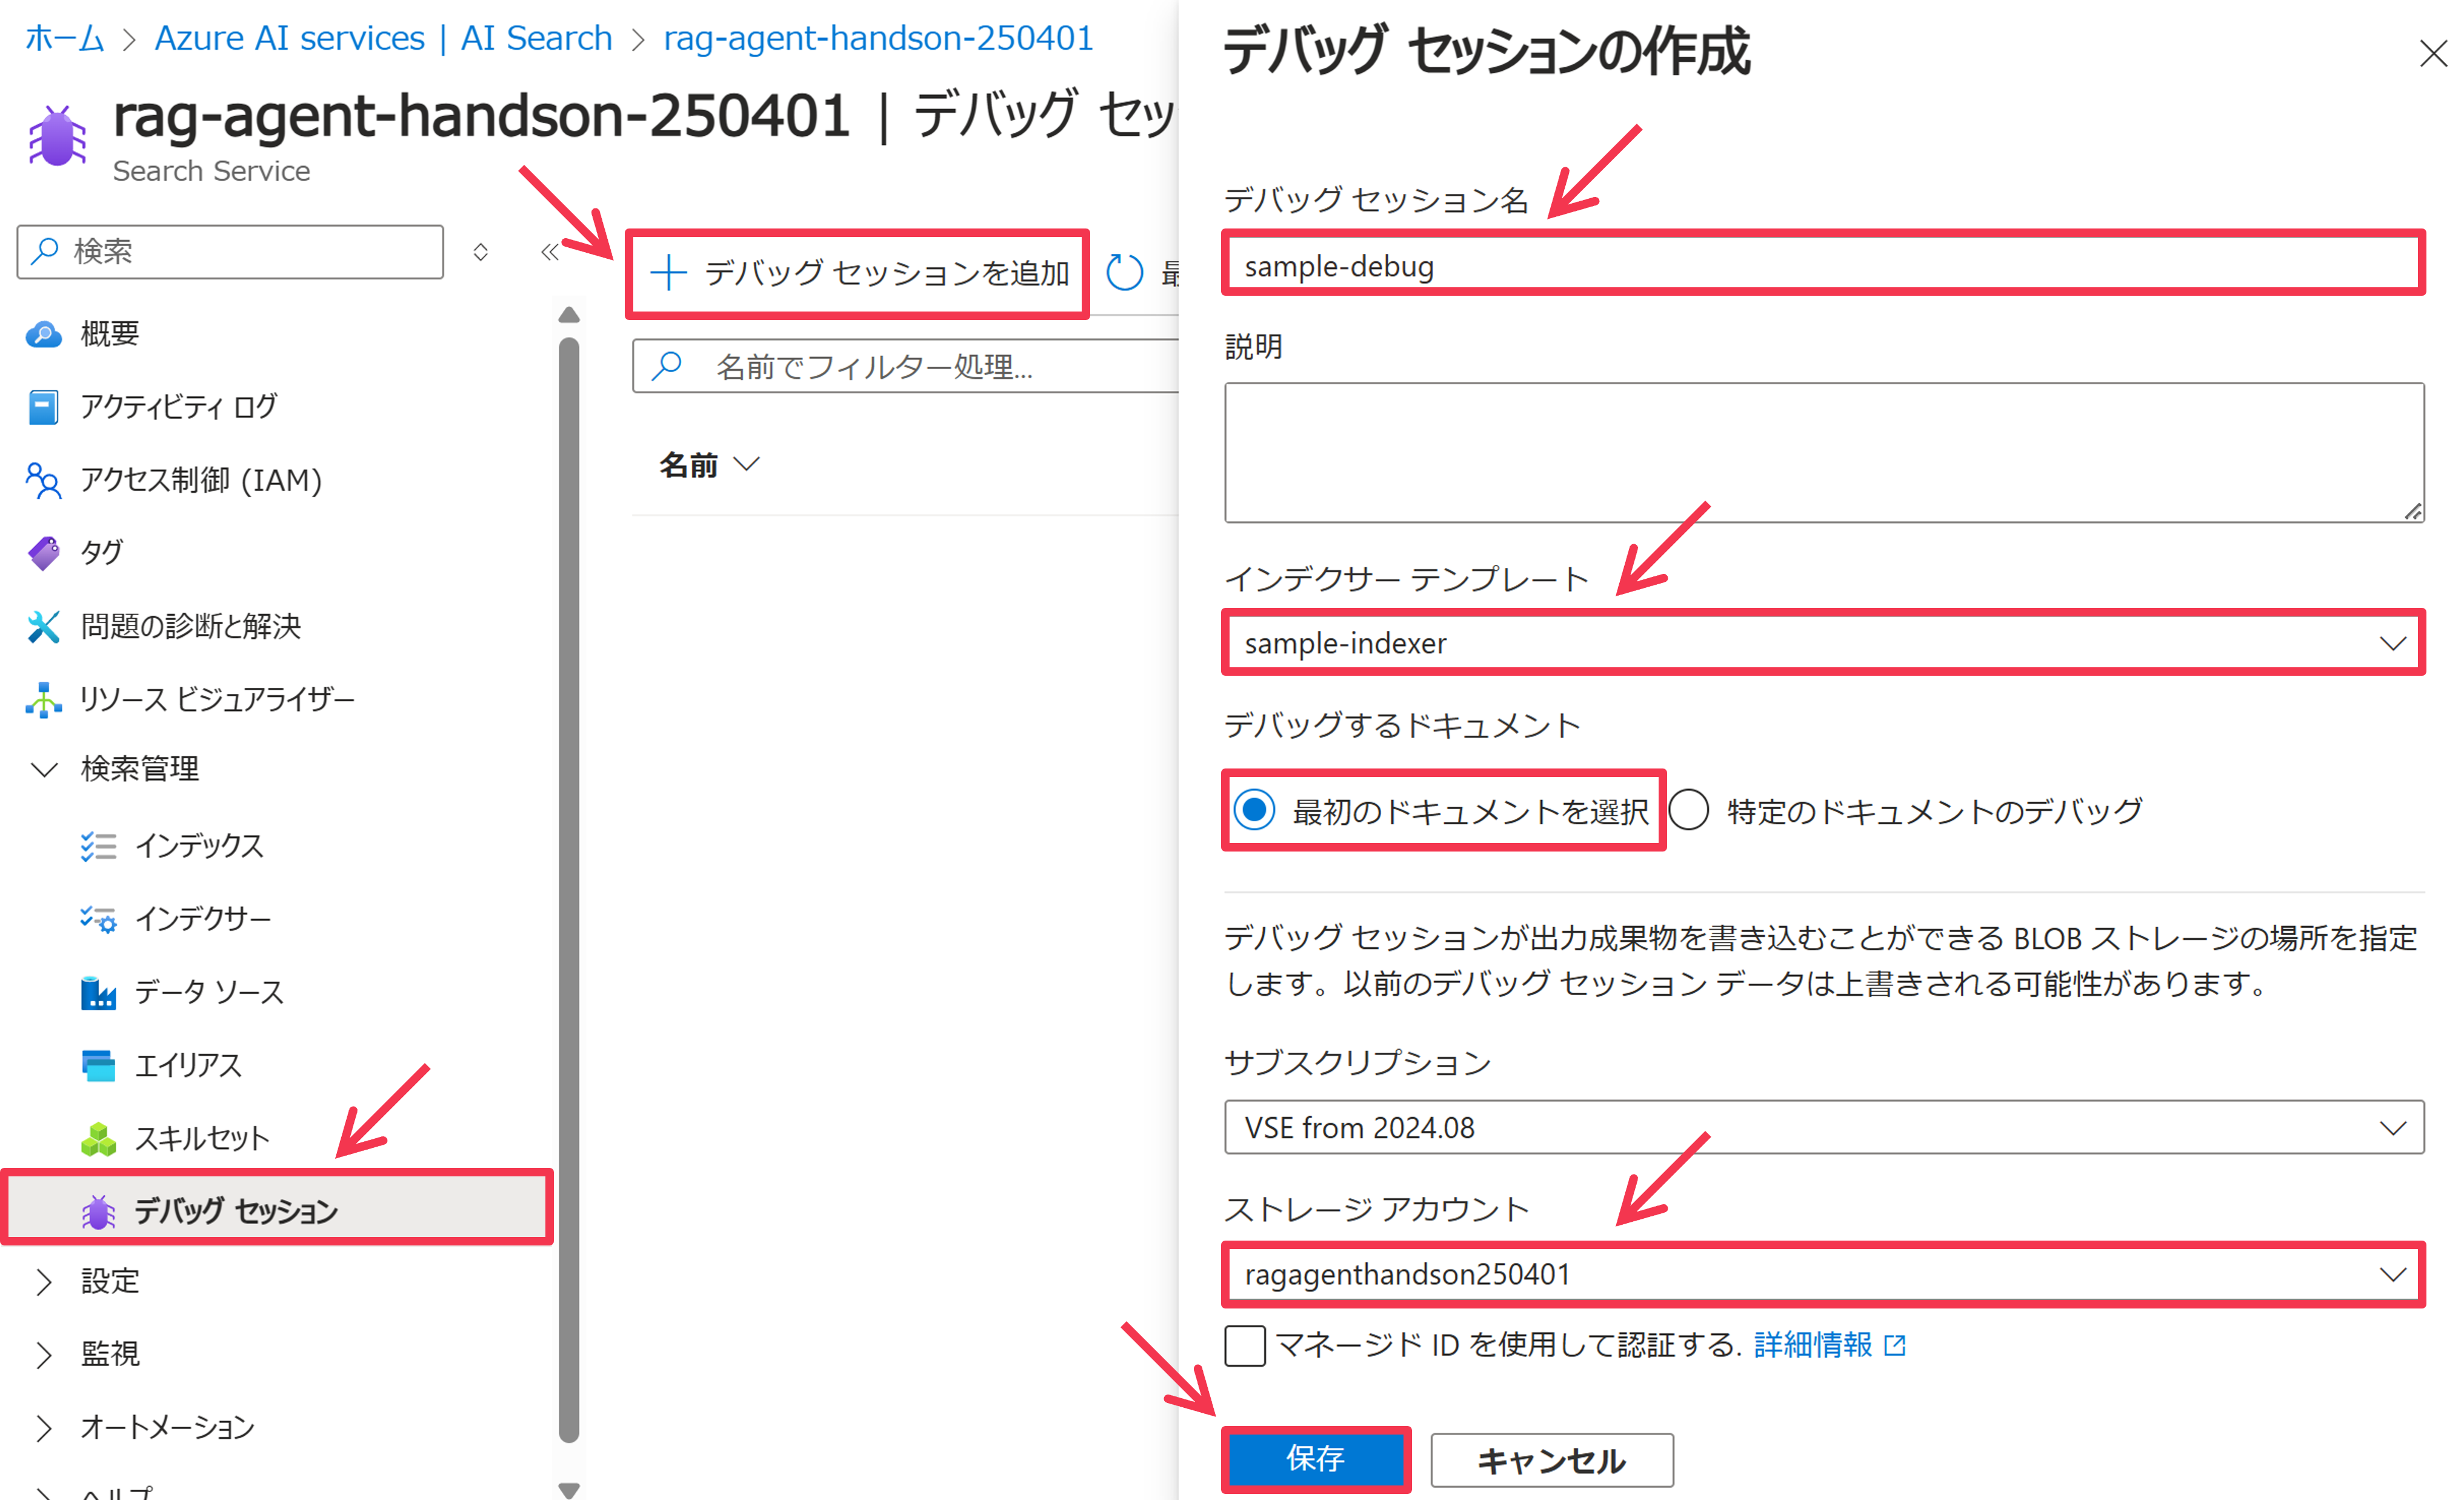 ホーム > Azure AI services | AI Search > rag-agent-handson-250401
rag-agent-handson-250401 | デバッグ セッ
Search Service
検索
概要
アクティビティ ログ
アクセス制御 (IAM)
タグ
問題の診断と解決
リソース ビジュアライザー
検索管理
インデックス
インデクサー
データ ソース
エイリアス
スキルセット
デバッグ セッション
設定
監視
オートメーション
ヘルプ
デバッグ セッションを追加
名前でフィルター処理...
名前
デバッグ セッションの作成
デバッグ セッション名
sample-debug
説明
インデクサー テンプレート
sample-indexer
デバッグするドキュメント
最初のドキュメントを選択 特定のドキュメントのデバッグ
デバッグ セッションが出力成果物を書き込むことができる BLOB ストレージの場所を指定
します。以前のデバッグ セッション データは上書きされる可能性があります。
サブスクリプション
VSE from 2024.08
ストレージ アカウント
ragagenthandson250401
マネージド ID を使用して認証する. 詳細情報
保存 キャンセル